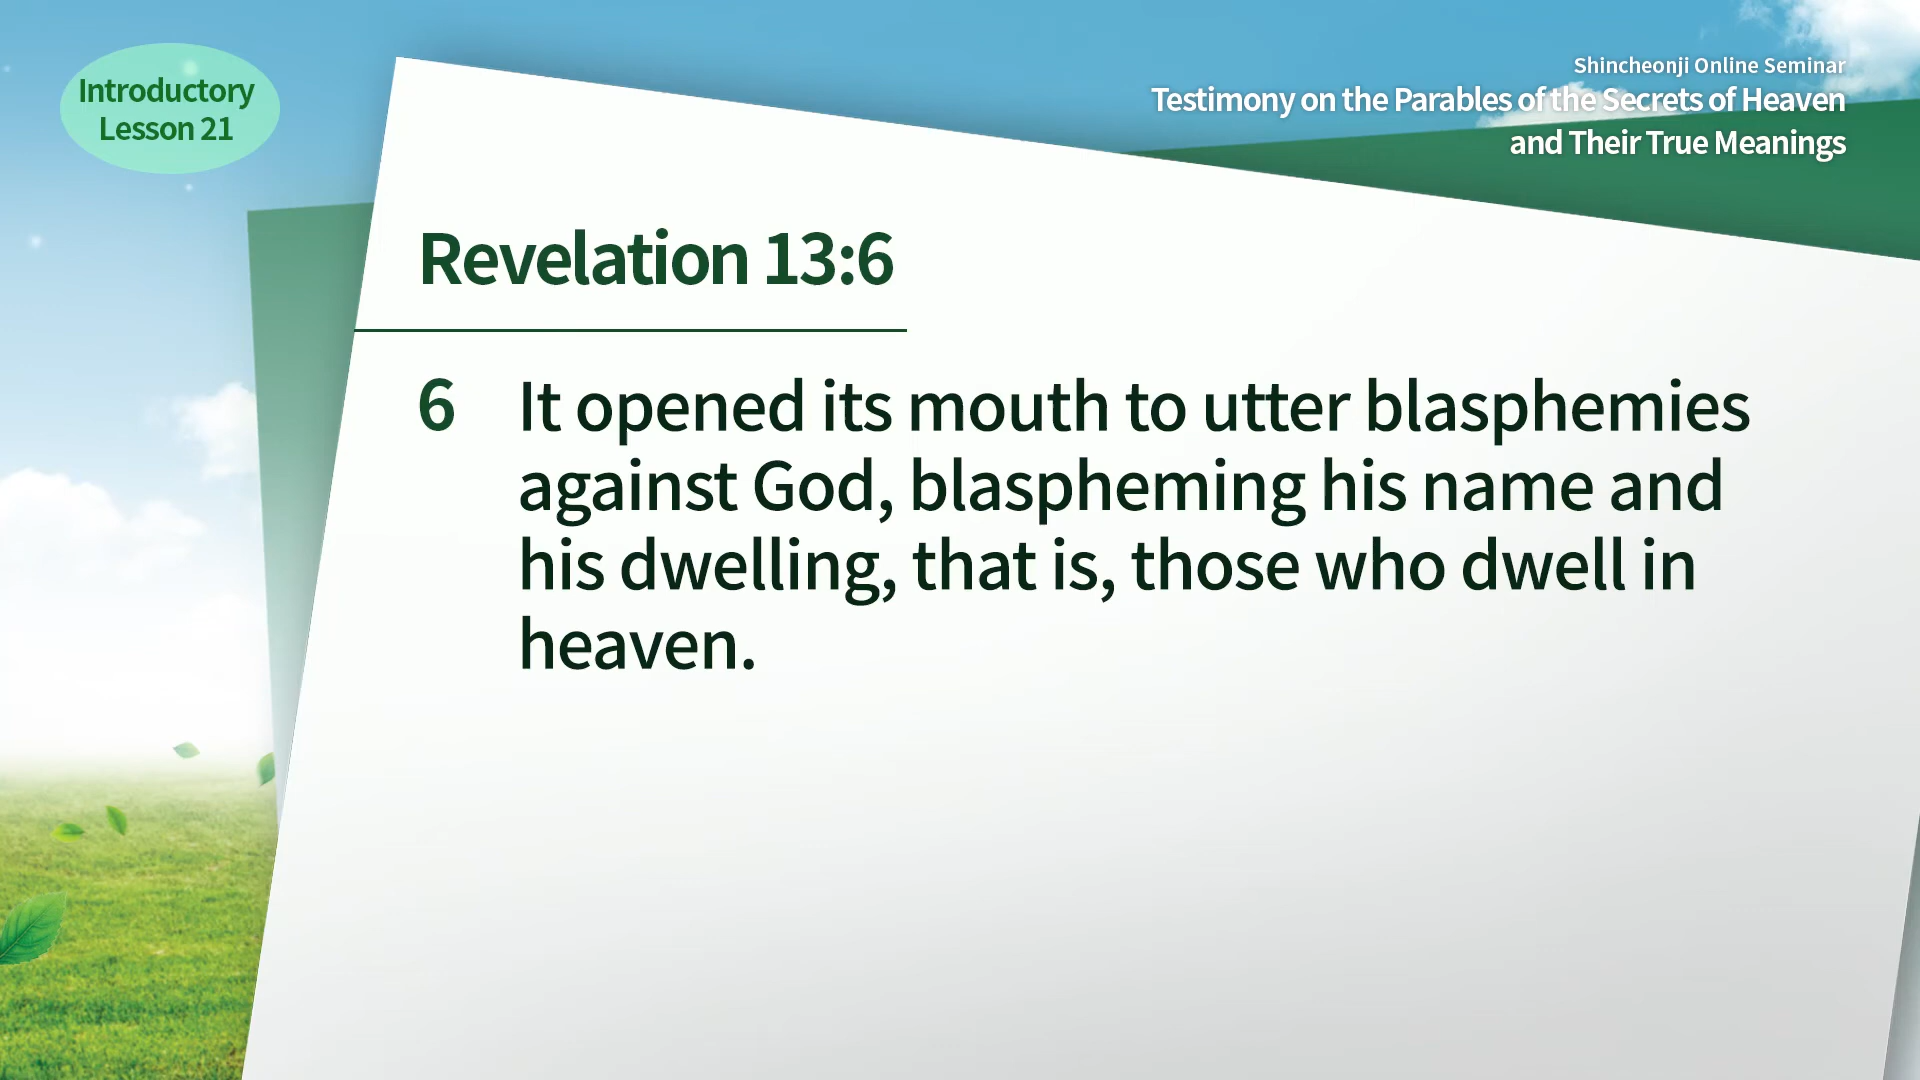 Introductory
Lesson 21
Shincheonji Online Seminar
Testimony on the Parables of the Secrets of Heaven
and Their True Meanings
Revelation 13:6
6 It opened its mouth to utter blasphemies
against God, blaspheming his name and
his dwelling, that is, those who dwell in
heaven.